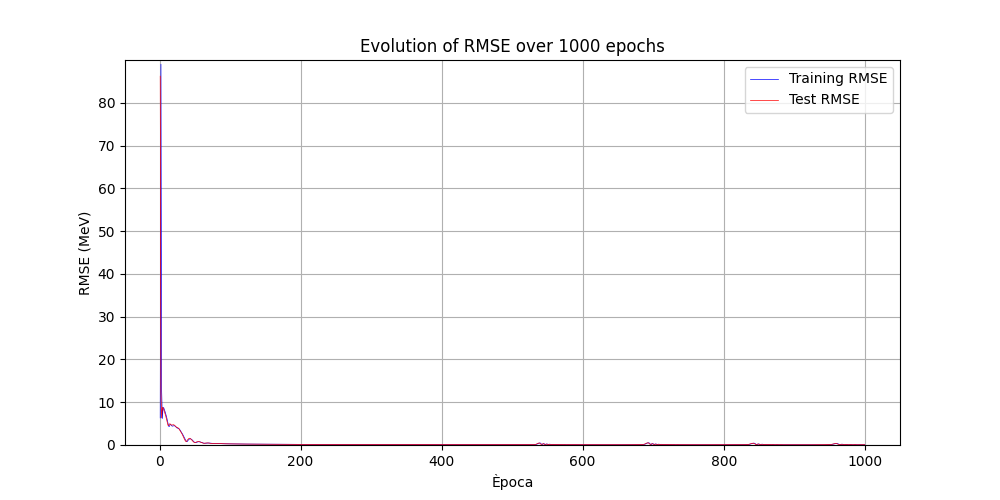 Evolution of RMSE over 1000 epochs
Training RMSE
Test RMSE
RMSE (MeV)
80
70
60
50
40
30
20
10
0
0 200 400 600 800 1000
Època